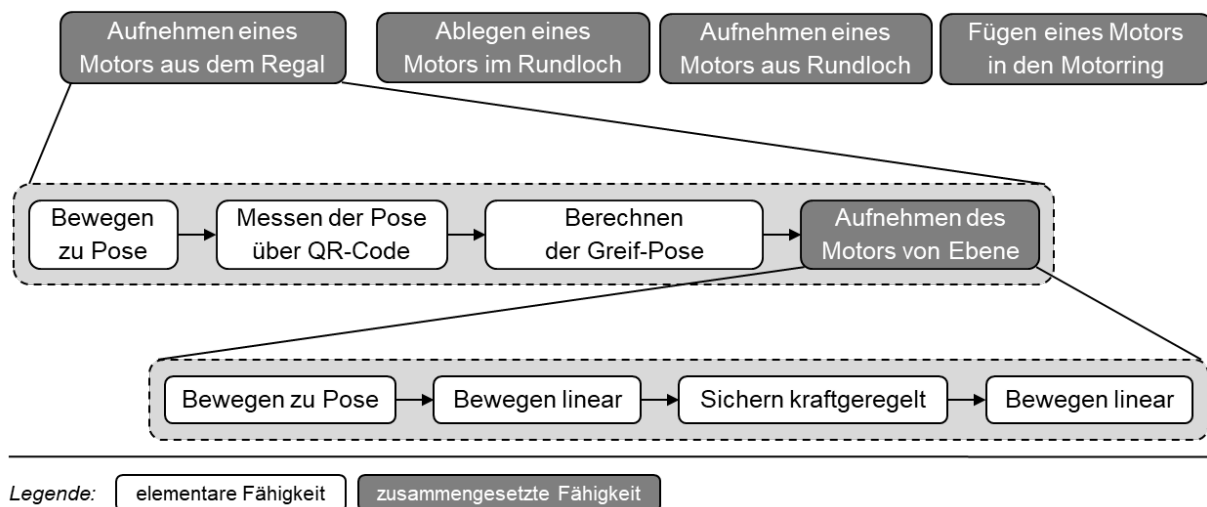 Aufnehmen eines
Motors aus dem Regal
Ablegen eines
Motors im Rundloch
Aufnehmen eines
Motors aus Rundloch
Fügen eines Motors
in den Motorring
Bewegen
zu Pose
Messen der Pose
über QR-Code
Berechnen
der Greif-Pose
Aufnehmen des
Motors von Ebene
Bewegen zu Pose
Bewegen linear
Sichern kraftgeregelt
Bewegen linear
Legende:
elementare Fähigkeit
zusammengesetzte Fähigkeit